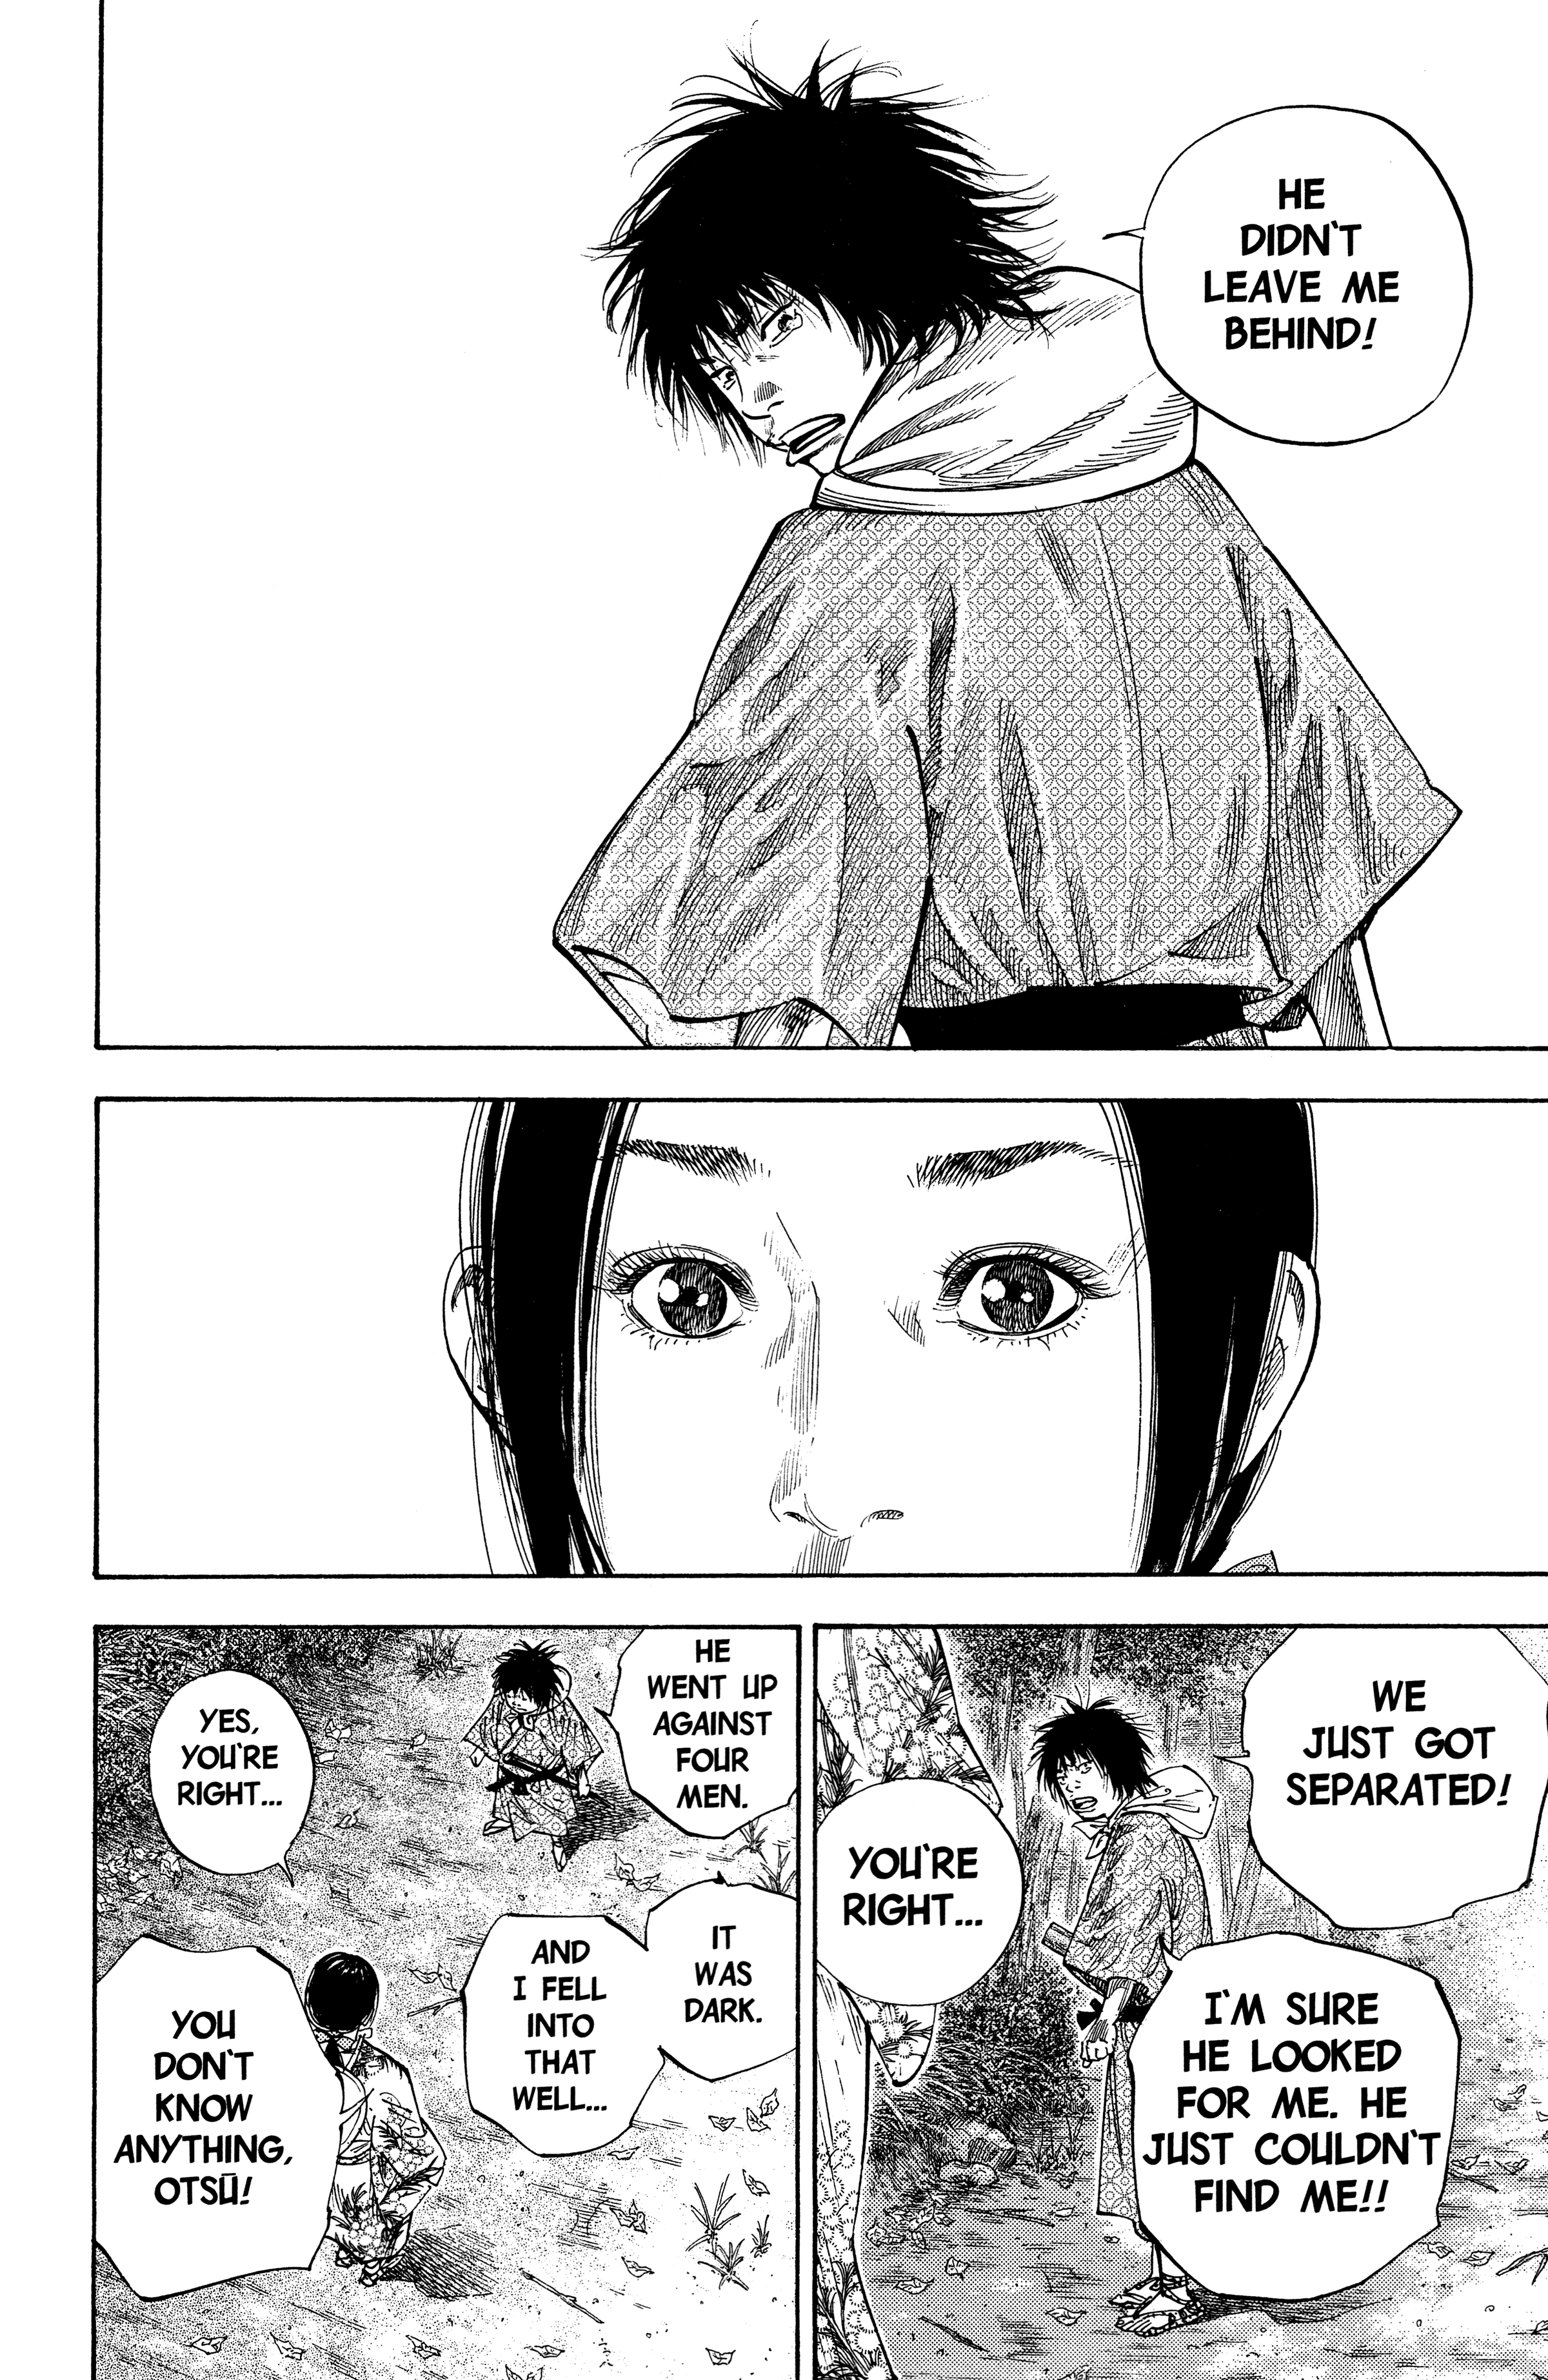 HE
DIDN'T
LEAVE ME
BEHIND!
WE
JUST GOT
SEPARATED!
YOU'RE
RIGHT...
I'M SURE
HE LOOKED
FOR ME. HE
JUST COULDN'T
FIND ME!!
HE
WENT UP
AGAINST
FOUR
MEN.
IT
WAS
DARK.
AND
I FELL
INTO
THAT
WELL...
YES,
YOU'RE
RIGHT...
YOU
DON'T
KNOW
ANYTHING,
OTSŪ!